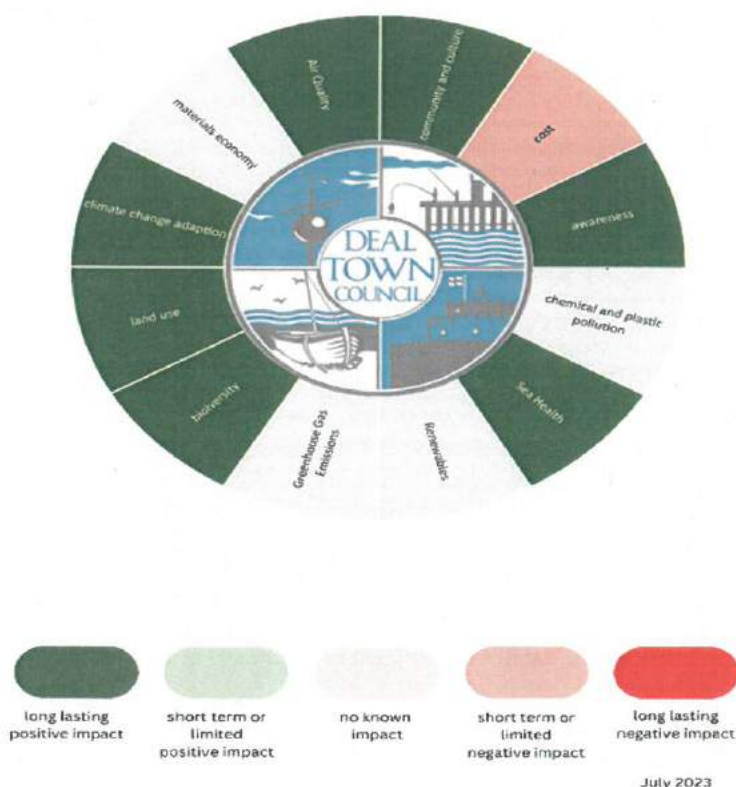 Air Quality
community and culture
cost
awareness
chemical and plastic
pollution
Sea Health
Renewables
Greenhouse Gas
Emissions
bioiversity
land use
climate change adaption
materials economy
DEAL
TOWN
COUNCIL
long lasting
positive impact
short term or
limited
positive impact
no known
impact
short term or
limited
negative impact
long lasting
negative impact
July 2023